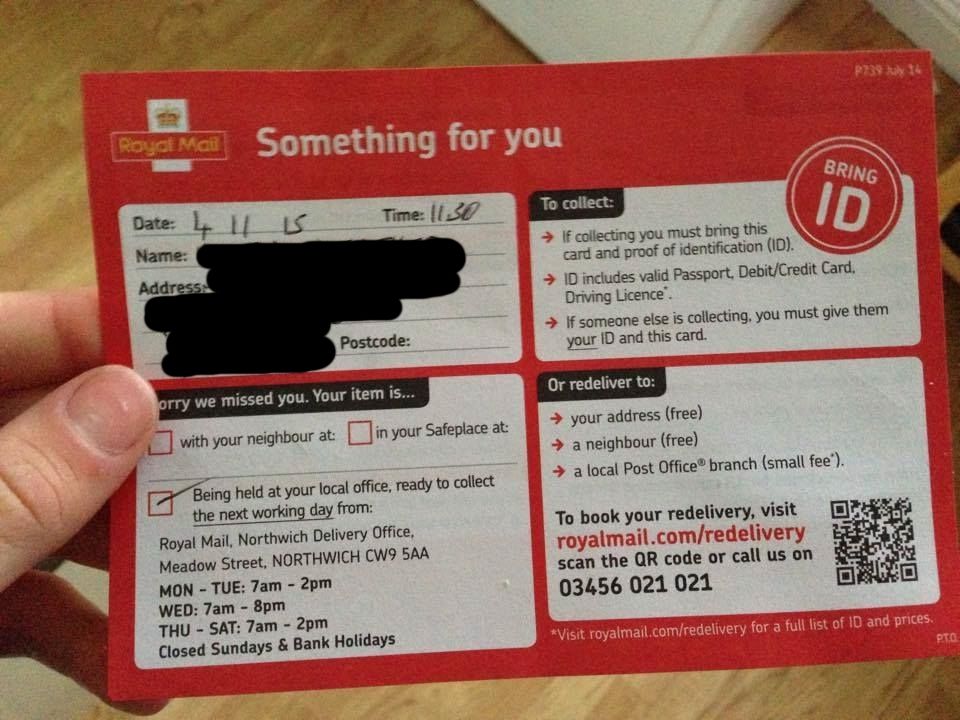 P739 July 14
Royal Mail
Something for you
Date: 4 11 15 Time: 11.30
Name:
Address:
Postcode:
orry we missed you. Your item is...
with your neighbour at: in your Safeplace at:
Being held at your local office, ready to collect
the next working day from:
Royal Mail, Northwich Delivery Office,
Meadow Street, NORTHWICH CW9 5AA
MON - TUE: 7am - 2pm
WED: 7am - 8pm
THU - SAT: 7am - 2pm
Closed Sundays & Bank Holidays
BRING
ID
To collect:
If collecting you must bring this
card and proof of identification (ID).
ID includes valid Passport, Debit/Credit Card,
Driving Licence*.
If someone else is collecting, you must give them
your ID and this card.
Or redeliver to:
your address (free)
a neighbour (free)
a local Post Office® branch (small fee*).
To book your redelivery, visit
royalmail.com/redelivery
scan the QR code or call us on
03456 021 021
*Visit royalmail.com/redelivery for a full list of ID and prices.
P.T.O.